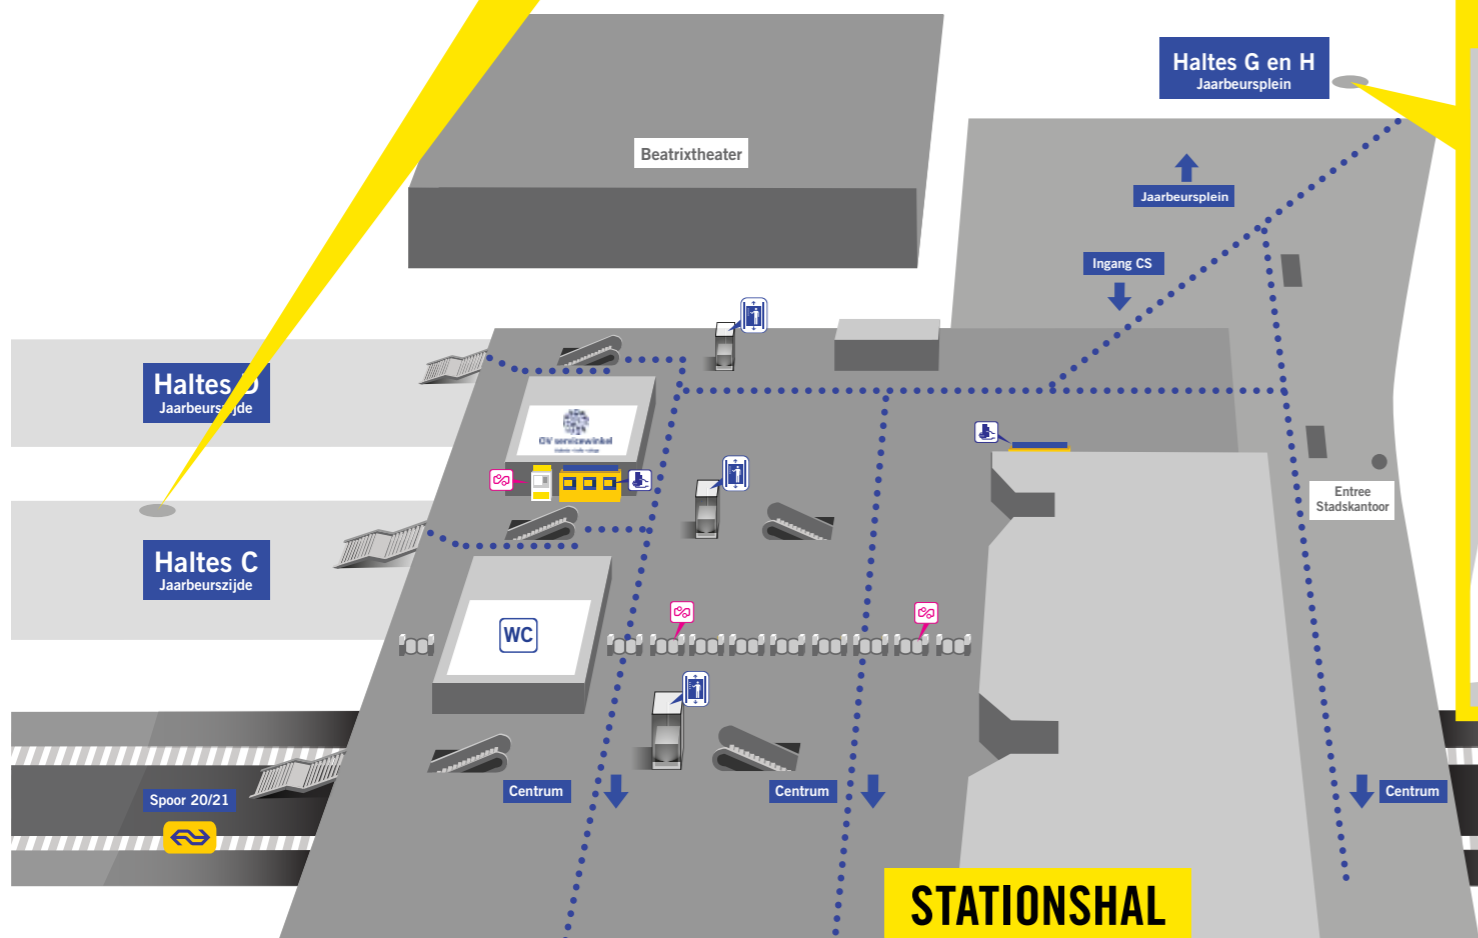 Haltes G en H
Jaarbeursplein
Beatrixtheater
Jaarbeursplein
Ingang CS
Haltes D
Jaarbeurszijde
OV servicewinkel
Entree
Stadskantoor
Haltes C
Jaarbeurszijde
WC
Centrum
Centrum
Centrum
Spoor 20/21
STATIONSHAL